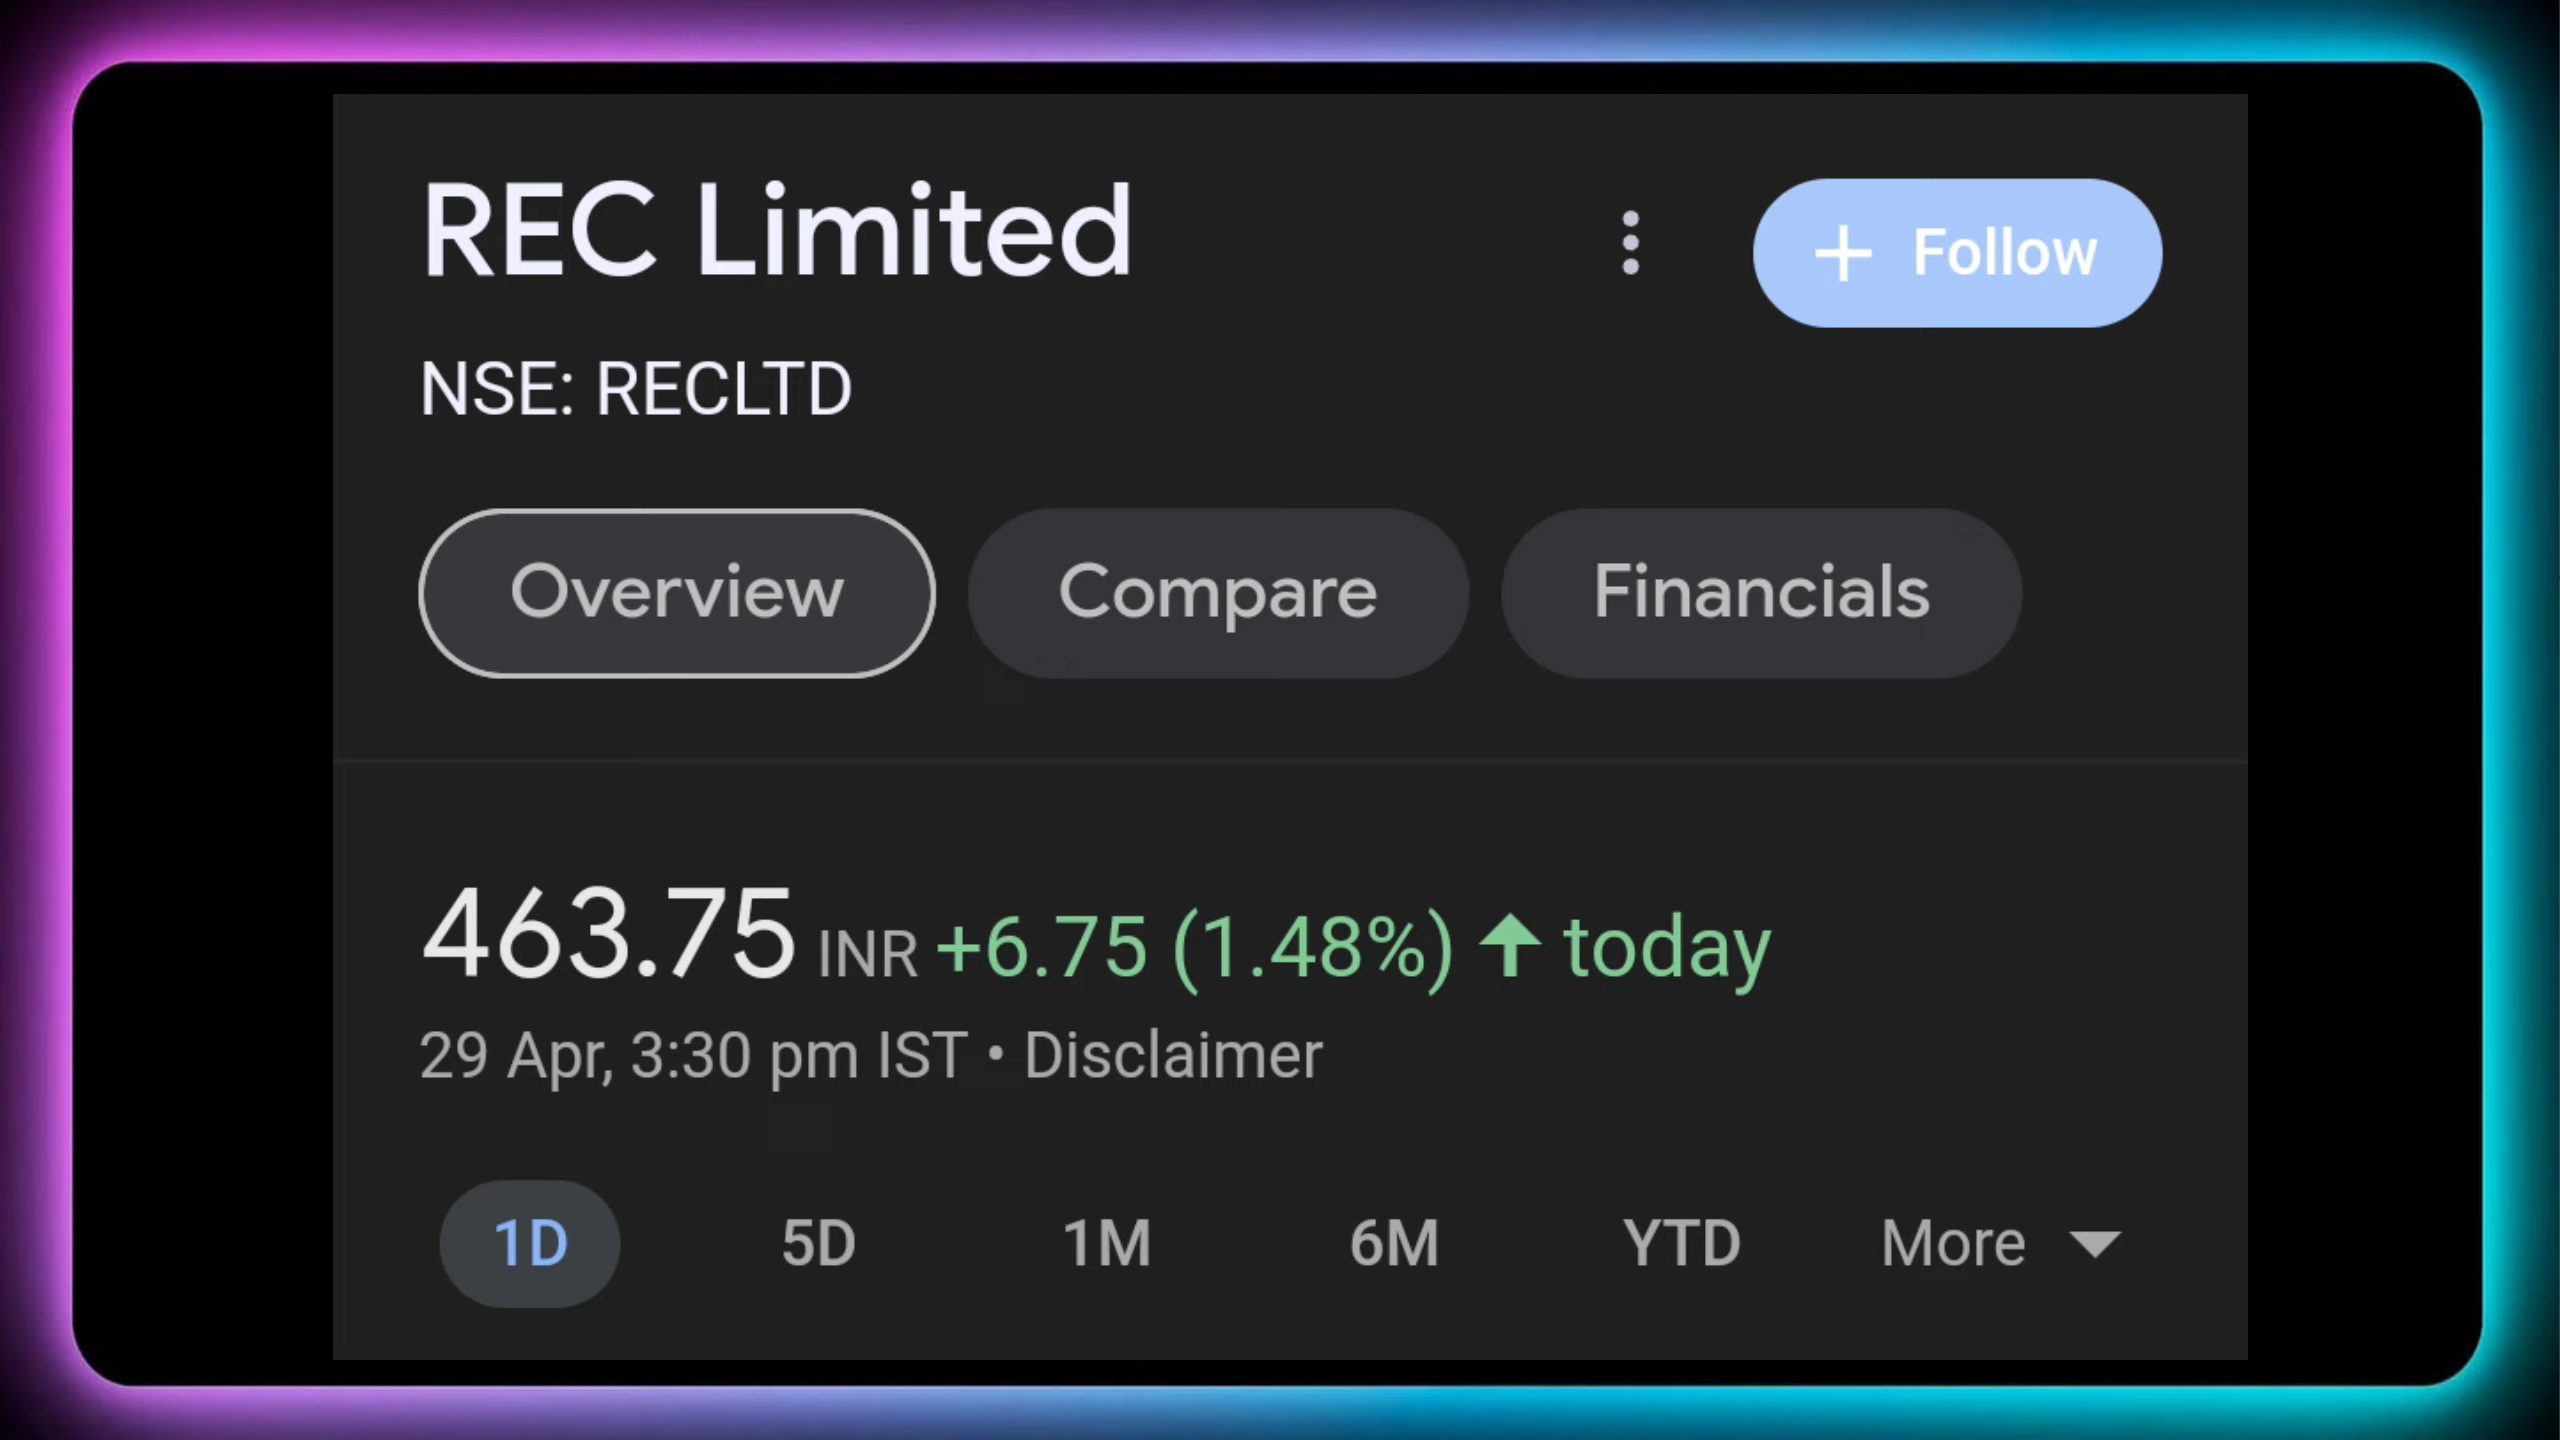 REC Limited
+ Follow
NSE: RECLTD
Overview Compare Financials
463.75 INR +6.75 (1.48%) ↑ today
29 Apr, 3:30 pm IST • Disclaimer
1D 5D 1M 6M YTD More